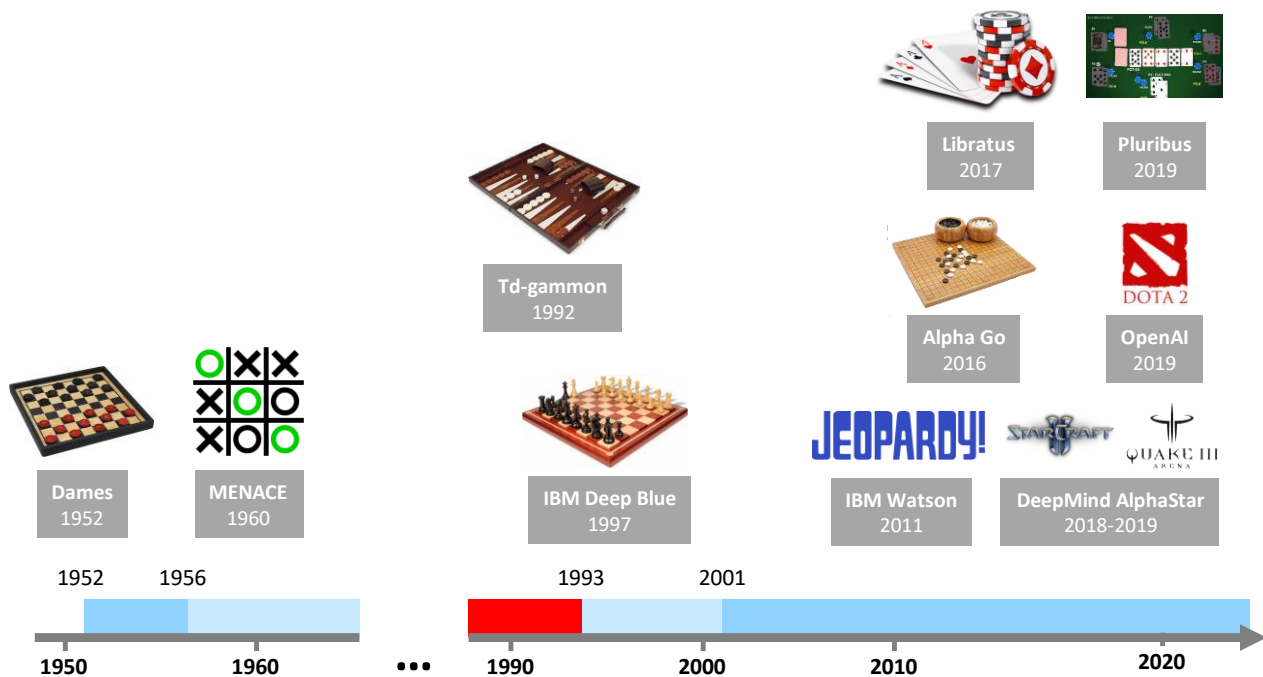 Libratus
2017
Pluribus
2019
Td-gammon
1992
Alpha Go
2016
DOTA 2
OpenAI
2019
Dames
1952
MENACE
1960
IBM Deep Blue
1997
JEOPARDY!
IBM Watson
2011
STARCRAFT
II
QUAKE III
ARENA
DeepMind AlphaStar
2018-2019
1952
1956
1993
2001
1950
1960
...
1990
2000
2010
2020